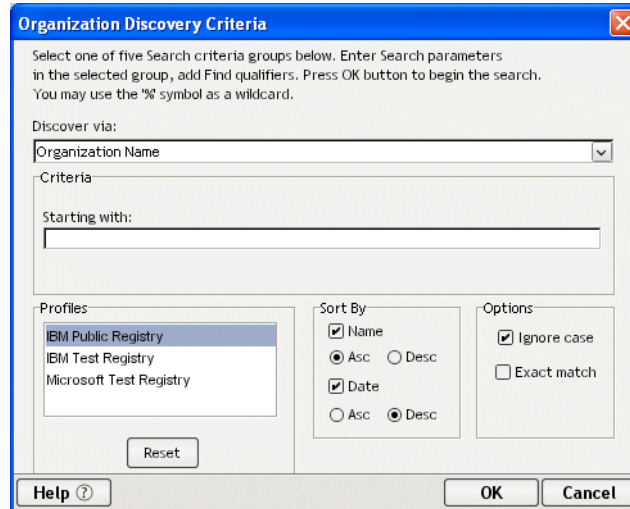 Organization Discovery Criteria
Select one of five Search criteria groups below. Enter Search parameters
in the selected group, add Find qualifiers. Press OK button to begin the search.
You may use the '%' symbol as a wildcard.
Discover via:
Organization Name
Criteria
Starting with:
Profiles
IBM Public Registry
IBM Test Registry
Microsoft Test Registry
Reset
Sort By
Name
Asc Desc
Date
Asc Desc
Options
Ignore case
Exact match
Help ?
OK Cancel